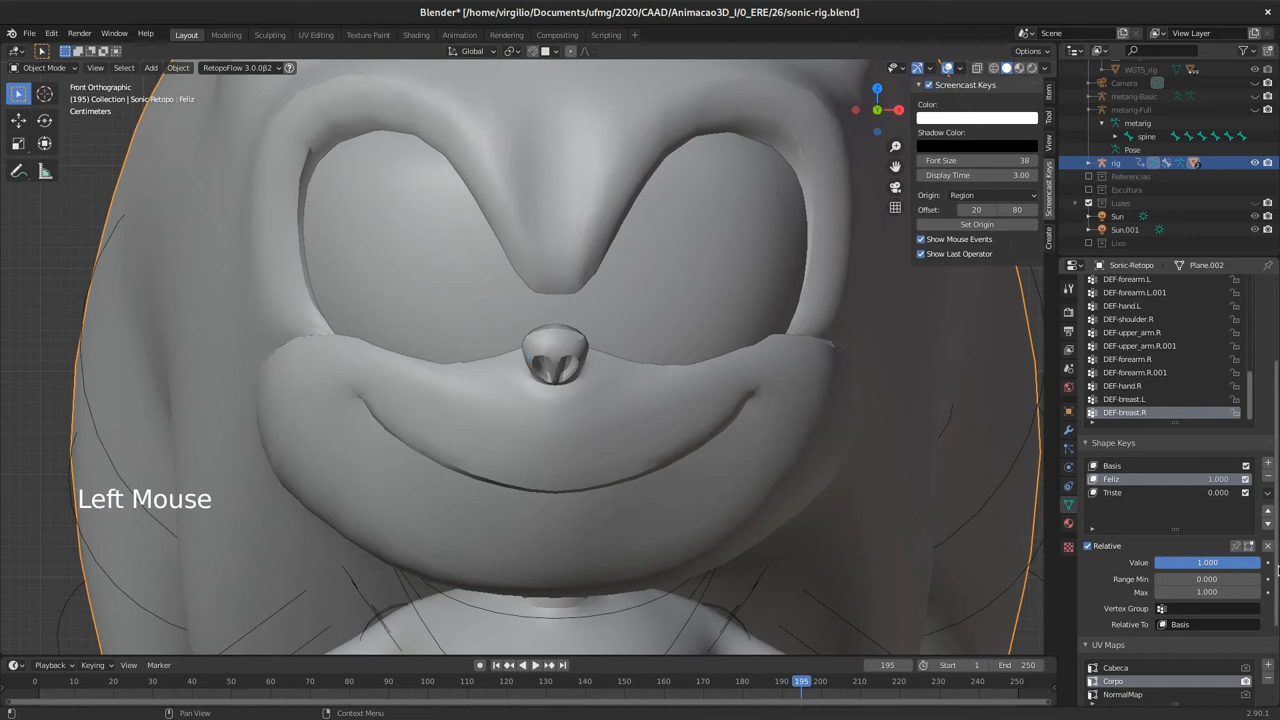 Blender* [/home/virgilio/Documents/ufmg/2020/CAAD/Animacao3D_I/0_ERE/26/sonic-rig.blend]
File Edit Render Window Help Layout Modeling Sculpting UV Editing Texture Paint Shading Animation Rendering Compositing Scripting + Scene View Layer
Global Options
Object Mode View Select Add Object RetopoFlow 3.0.0β2
Front Orthographic
(195) Collection | Sonic-Retopo : Feliz
Centimeters
Z
X
Y
Screencast Keys
Color:
Shadow Color:
Font Size 38
Display Time 3.00
Origin: Region
Offset: 20 80
Set Origin
Show Mouse Events
Show Last Operator
Item
Tool
View
Screencast Keys
Create
WGTS_rig
Camera
metarig-Basic
metarig-Full
metarig
spine
Pose
rig
Referencias
Escultura
Luzes
Sun
Sun.001
Lixo
Sonic-Retopo Plane.002
DEF-forearm.L
DEF-forearm.L.001
DEF-hand.L
DEF-shoulder.R
DEF-upper_arm.R
DEF-upper_arm.R.001
DEF-forearm.R
DEF-forearm.R.001
DEF-hand.R
DEF-breast.L
DEF-breast.R
Shape Keys
Basis
Feliz 1.000
Triste 0.000
Relative
Value 1.000
Range Min 0.000
Max 1.000
Vertex Group
Relative To Basis
UV Maps
Cabeca
Corpo
NormalMap
Left Mouse
Playback Keying View Marker 195 Start 1 End 250
0 10 20 30 40 50 60 70 80 90 100 110 120 130 140 150 160 170 180 190 195 200 210 220 230 240 250
Pan View Context Menu 2.90.1